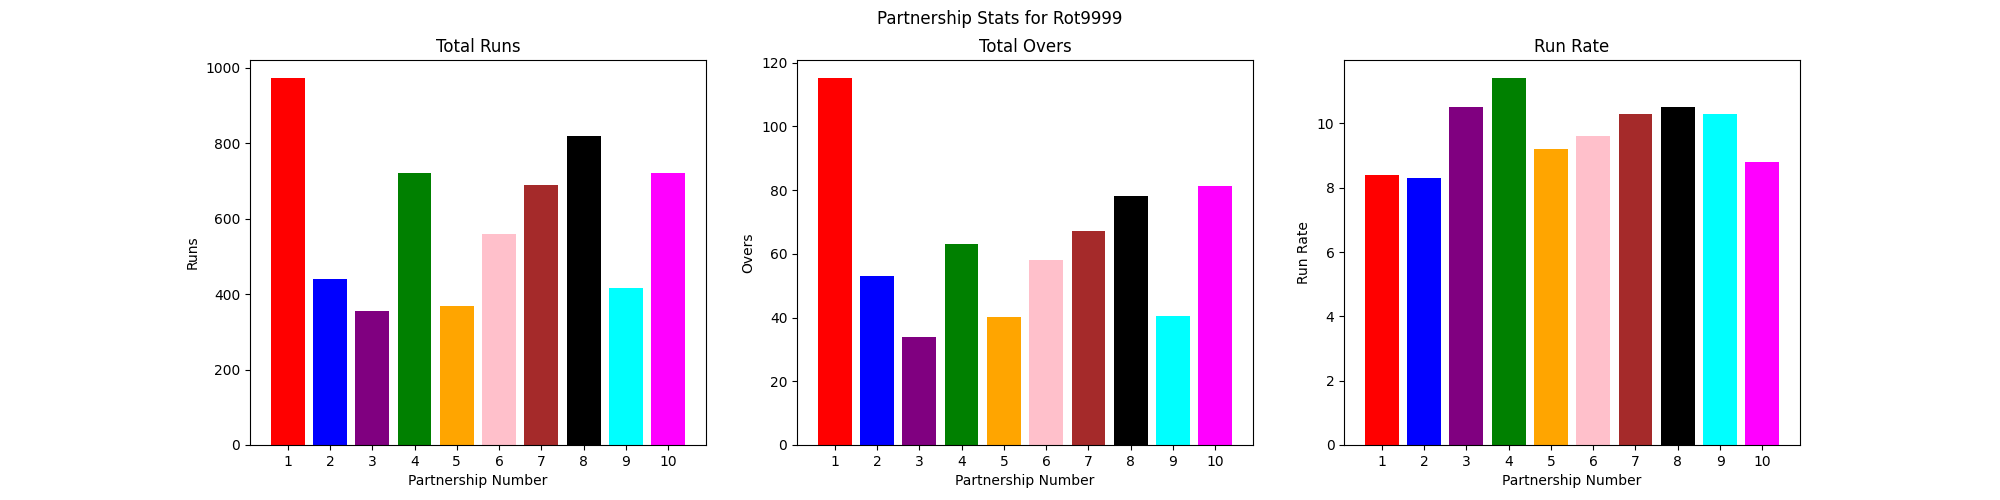 Partnership Stats for Rot9999
Total Runs
1000
800
600
400
200
0
Runs
1 2 3 4 5 6 7 8 9 10
Partnership Number
Total Overs
120
100
80
60
40
20
0
Overs
1 2 3 4 5 6 7 8 9 10
Partnership Number
Run Rate
10
8
6
4
2
0
Run Rate
1 2 3 4 5 6 7 8 9 10
Partnership Number